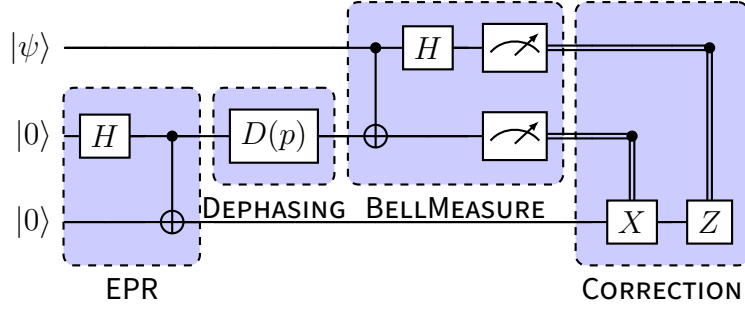 |ψ⟩ H
|0⟩ H D(p)
|0⟩ DEPHASING BELLMEASURE X Z
EPR CORRECTION